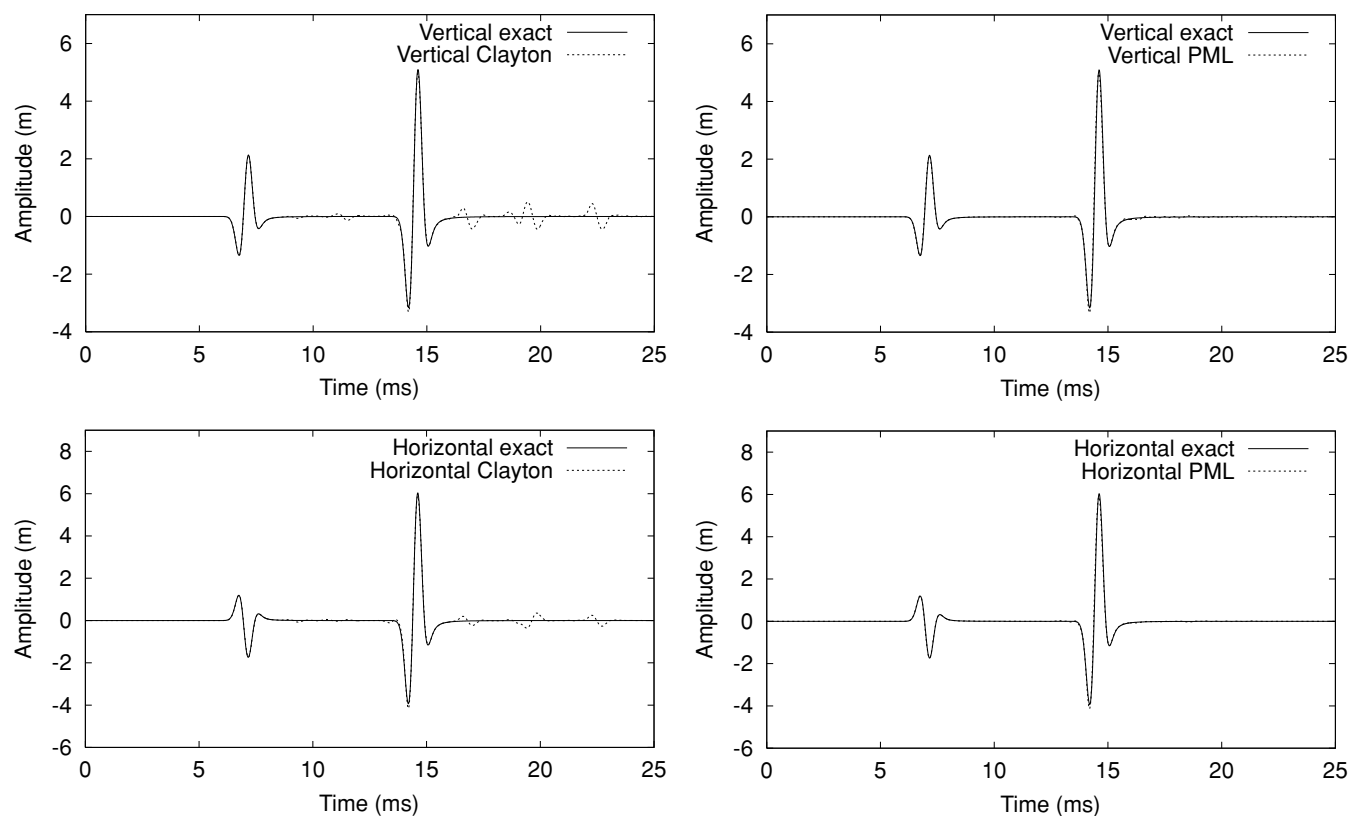 Vertical exact
Vertical Clayton
Amplitude (m)
6
4
2
0
-2
-4
0 5 10 15 20 25
Time (ms)
Vertical exact
Vertical PML
Amplitude (m)
6
4
2
0
-2
-4
0 5 10 15 20 25
Time (ms)
Horizontal exact
Horizontal Clayton
Amplitude (m)
8
6
4
2
0
-2
-4
-6
0 5 10 15 20 25
Time (ms)
Horizontal exact
Horizontal PML
Amplitude (m)
8
6
4
2
0
-2
-4
-6
0 5 10 15 20 25
Time (ms)